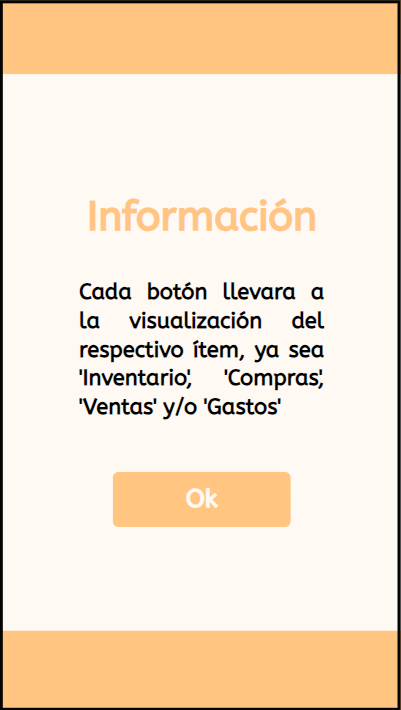 Información
Cada botón llevara a
la visualización del
respectivo ítem, ya sea
'Inventario', 'Compras',
'Ventas' y/o 'Gastos'
Ok